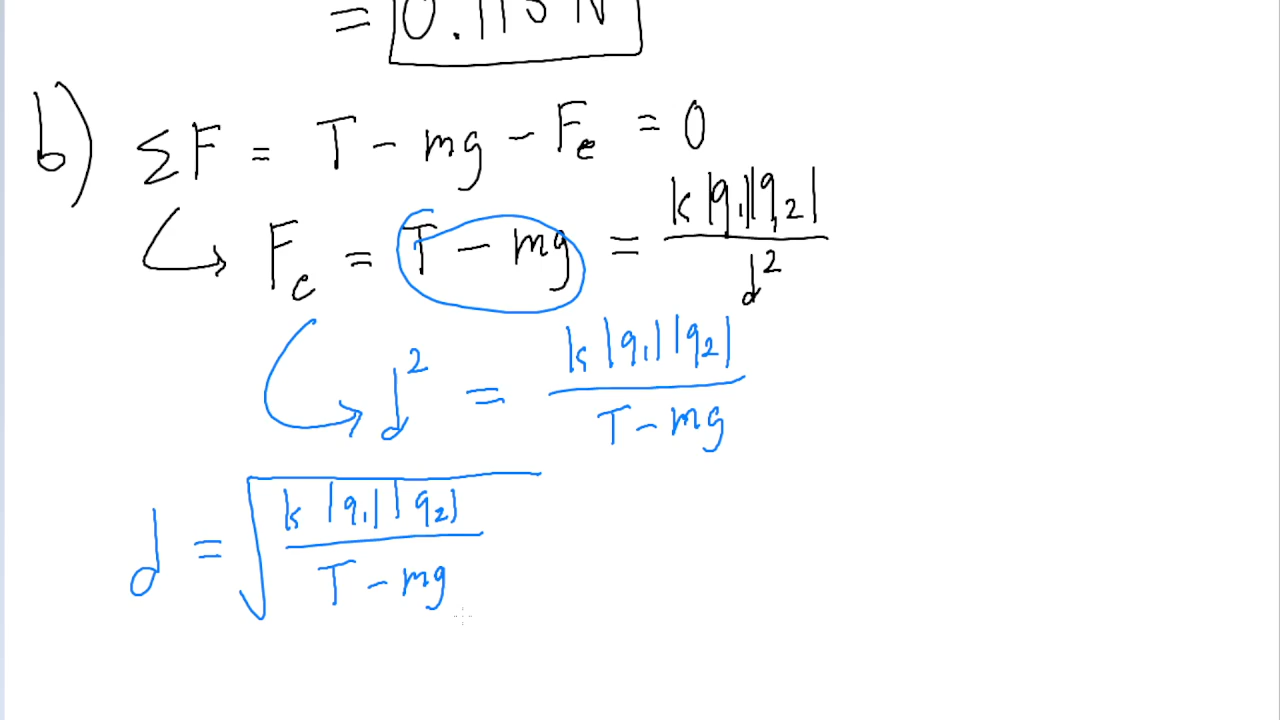 = 0.115 N
b) ΣF = T - mg - Fe = 0
Fe = T - mg = k|q₁||q₂| / d²
d² = k|q₁||q₂| / T - mg
d = √(k|q₁||q₂| / T - mg)